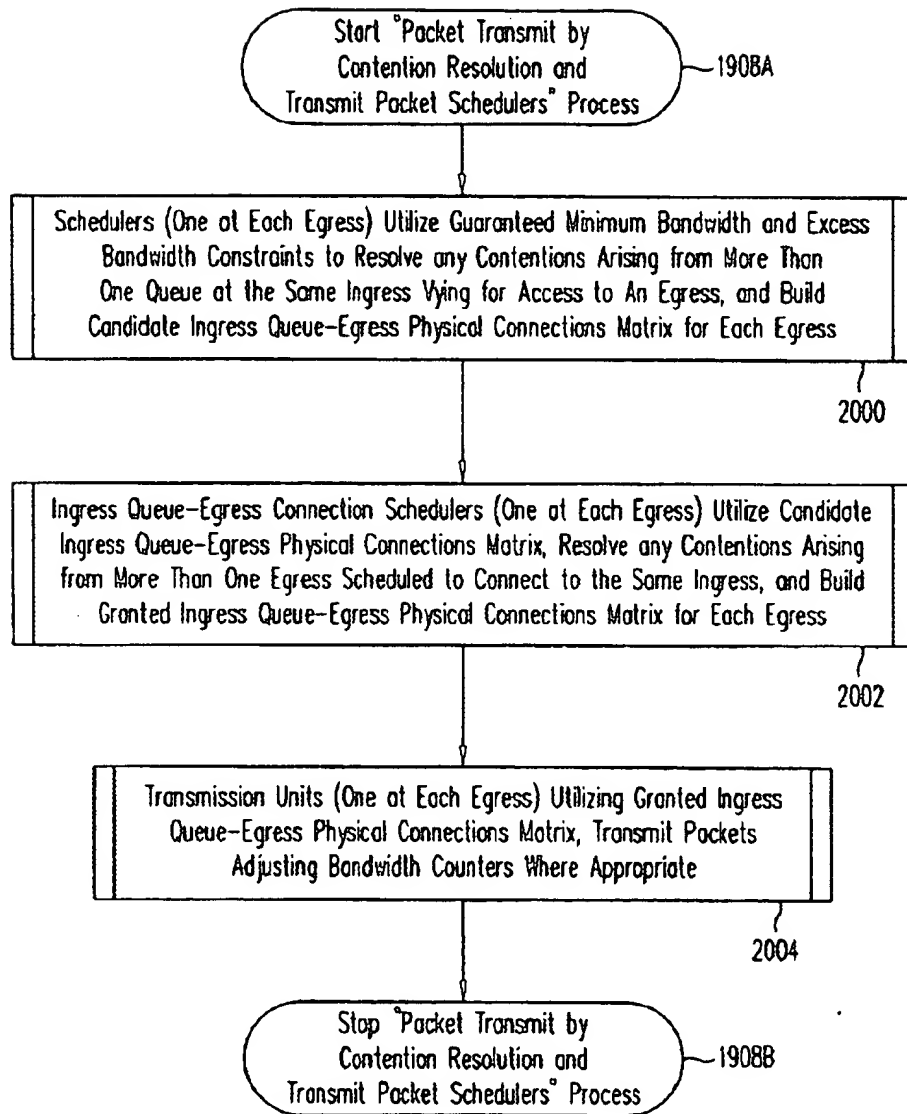 Start "Packet Transmit by
Contention Resolution and
Transmit Packet Schedulers" Process
1908A
Schedulers (One at Each Egress) Utilize Guaranteed Minimum Bandwidth and Excess
Bandwidth Constraints to Resolve any Contentions Arising from More Than
One Queue at the Same Ingress Vying for Access to An Egress, and Build
Candidate Ingress Queue-Egress Physical Connections Matrix for Each Egress
2000
Ingress Queue-Egress Connection Schedulers (One at Each Egress) Utilize Candidate
Ingress Queue-Egress Physical Connections Matrix, Resolve any Contentions Arising
from More Than One Egress Scheduled to Connect to the Same Ingress, and Build
Granted Ingress Queue-Egress Physical Connections Matrix for Each Egress
2002
Transmission Units (One at Each Egress) Utilizing Granted Ingress
Queue-Egress Physical Connections Matrix, Transmit Packets
Adjusting Bandwidth Counters Where Appropriate
2004
Stop "Packet Transmit by
Contention Resolution and
Transmit Packet Schedulers" Process
1908B